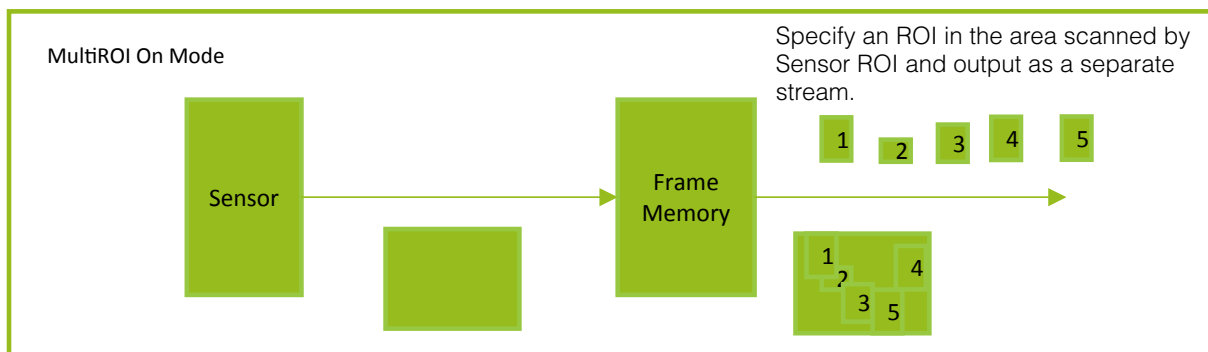 MultiROI On Mode
Specify an ROI in the area scanned by
Sensor ROI and output as a separate
stream.
1
2
3
4
5
Sensor
Frame
Memory
1
2
3
4
5